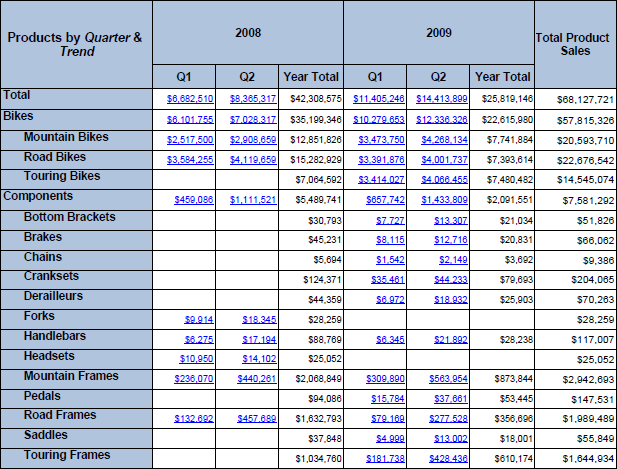 Products by Quarter & Trend 2008 2009 Total Product Sales
Q1 Q2 Year Total Q1 Q2 Year Total
Total $6,682,510 $8,365,317 $42,308,575 $11,405,246 $14,413,899 $25,819,146 $68,127,721
Bikes $6,101,755 $7,028,317 $35,199,346 $10,279,653 $12,336,326 $22,615,980 $57,815,326
Mountain Bikes $2,517,500 $2,908,659 $12,851,826 $3,473,750 $4,268,134 $7,741,884 $20,593,710
Road Bikes $3,584,255 $4,119,659 $15,282,929 $3,391,876 $4,001,737 $7,393,614 $22,676,542
Touring Bikes $7,064,592 $3,414,027 $4,066,455 $7,480,482 $14,545,074
Components $459,086 $1,111,521 $5,489,741 $657,742 $1,433,809 $2,091,551 $7,581,292
Bottom Brackets $30,793 $7,727 $13,307 $21,034 $51,826
Brakes $45,231 $8,115 $12,716 $20,831 $66,062
Chains $5,694 $1,542 $2,149 $3,692 $9,386
Cranksets $124,371 $35,461 $44,233 $79,693 $204,065
Derailleurs $44,359 $6,972 $18,932 $25,903 $70,263
Forks $9,914 $18,345 $28,259 $28,259
Handlebars $6,275 $17,194 $88,769 $6,345 $21,892 $28,238 $117,007
Headsets $10,950 $14,102 $25,052 $25,052
Mountain Frames $236,070 $440,261 $2,068,849 $309,890 $563,954 $873,844 $2,942,693
Pedals $94,086 $15,784 $37,661 $53,445 $147,531
Road Frames $132,692 $457,689 $1,632,793 $79,169 $277,528 $356,696 $1,989,489
Saddles $37,848 $4,999 $13,002 $18,001 $55,849
Touring Frames $1,034,760 $181,738 $428,436 $610,174 $1,644,934